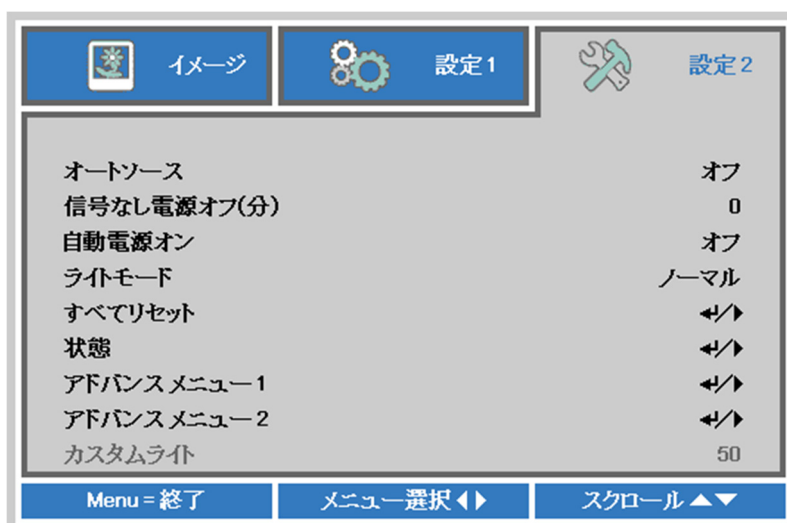 イメージ
設定1
設定2
オートソース オフ
信号なし電源オフ(分) 0
自動電源オン オフ
ライトモード ノーマル
すべてリセット ↵/▶
状態 ↵/▶
アドバンスメニュー1 ↵/▶
アドバンスメニュー2 ↵/▶
カスタムライト 50
Menu=終了
メニュー選択◀▶
スクロール▲▼